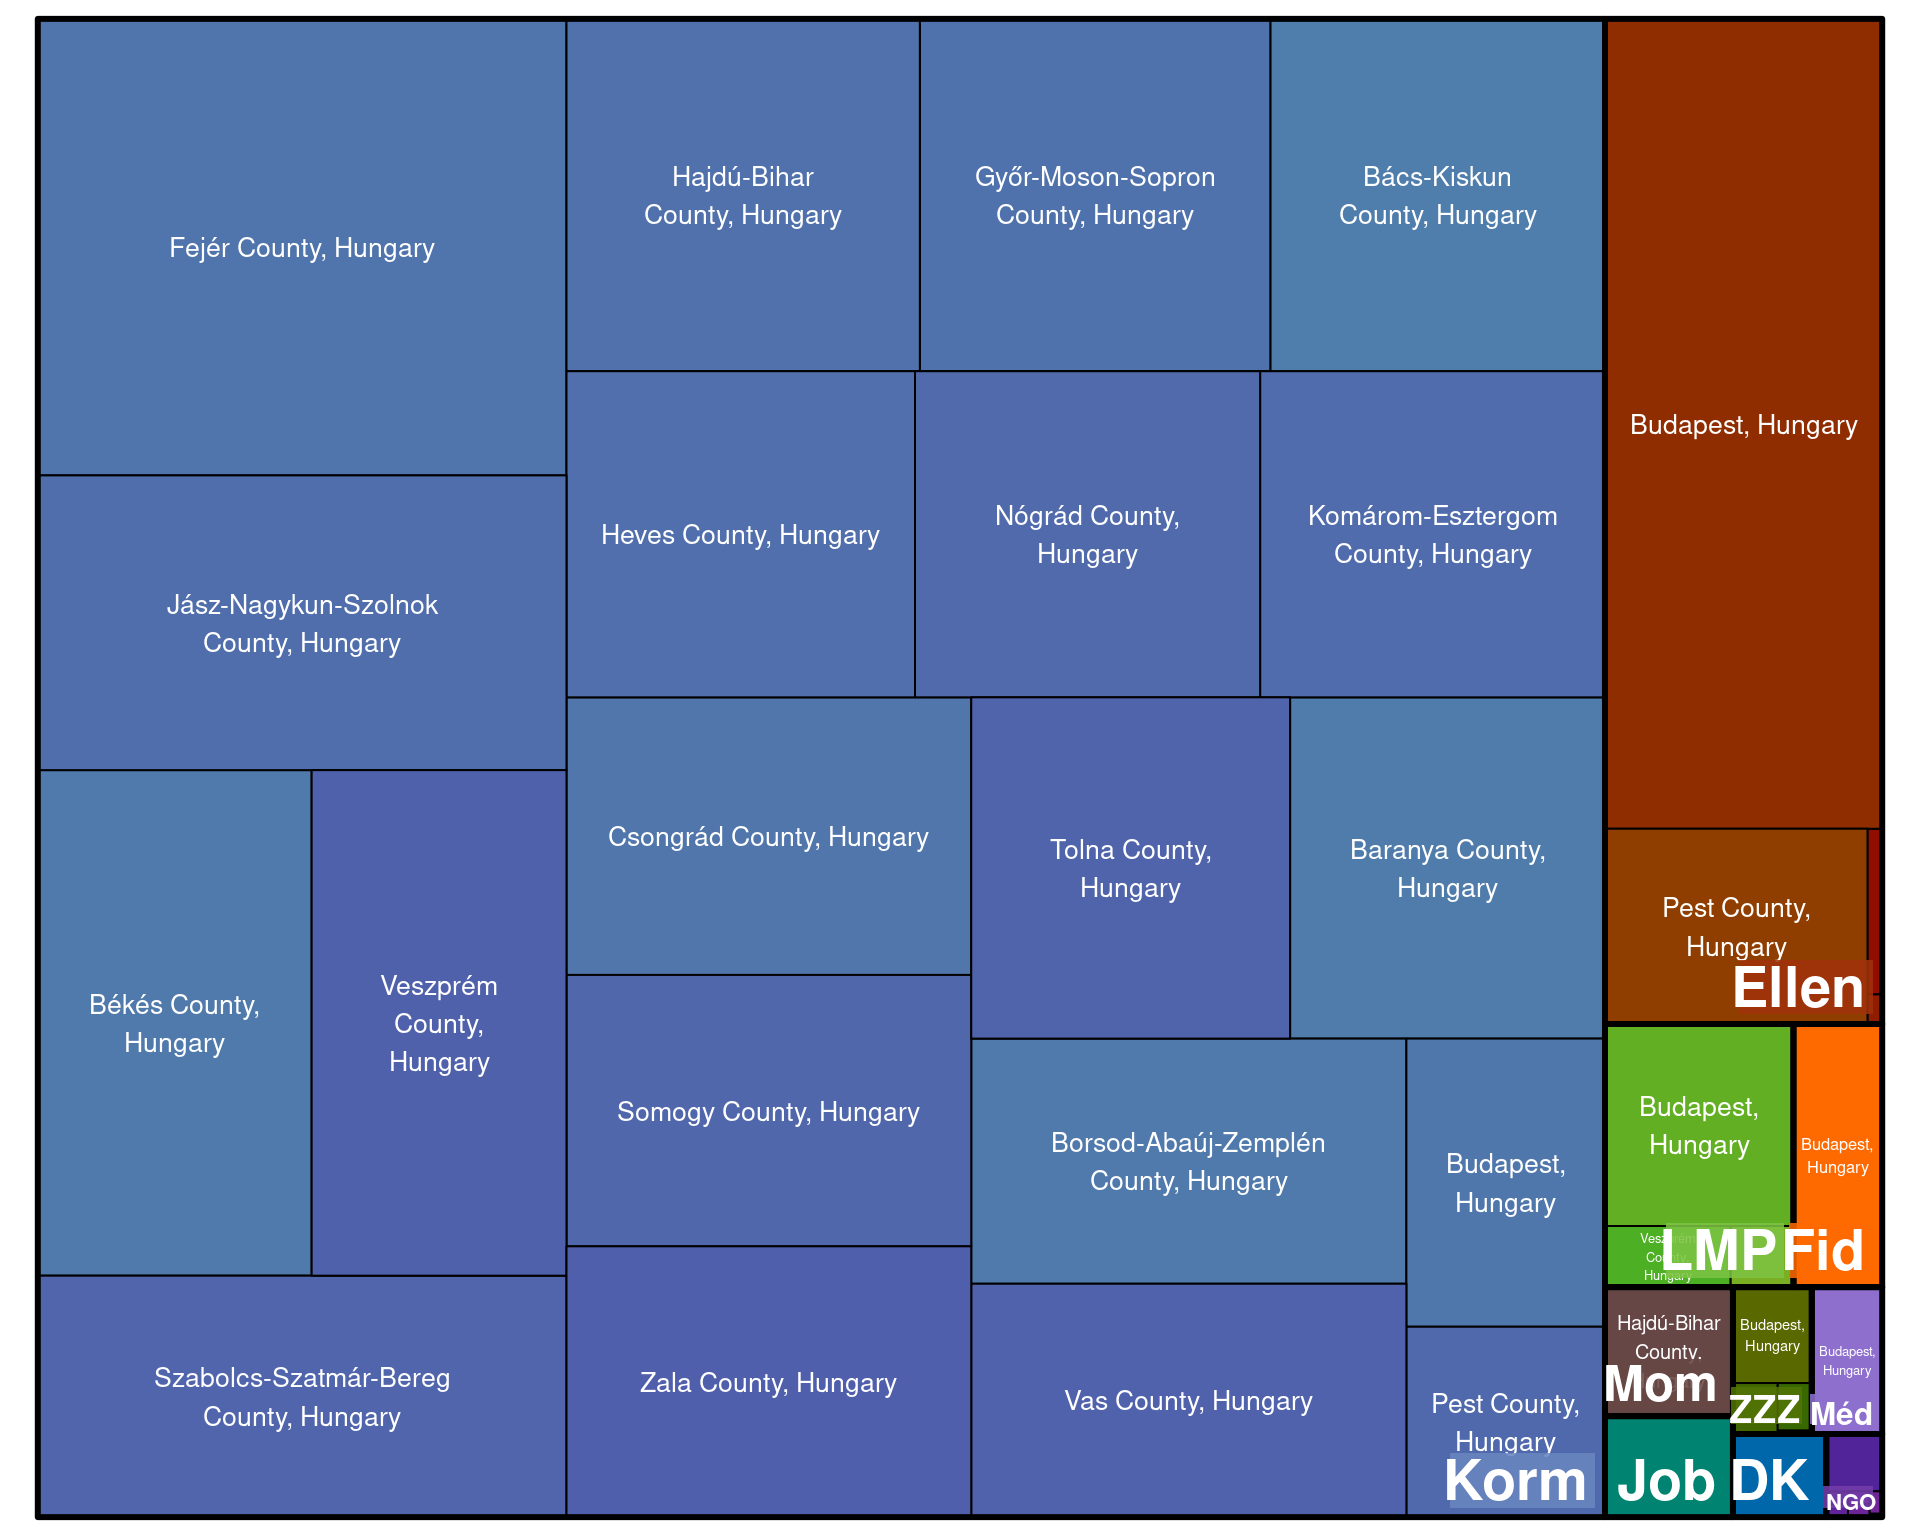 Fejér County, Hungary
Hajdú-Bihar
County, Hungary
Győr-Moson-Sopron
County, Hungary
Bács-Kiskun
County, Hungary
Budapest, Hungary
Jász-Nagykun-Szolnok
County, Hungary
Heves County, Hungary
Nógrád County,
Hungary
Komárom-Esztergom
County, Hungary
Békés County,
Hungary
Veszprém
County,
Hungary
Csongrád County, Hungary
Tolna County,
Hungary
Baranya County,
Hungary
Pest County,
Hungary
Ellen
Somogy County, Hungary
Borsod-Abaúj-Zemplén
County, Hungary
Budapest,
Hungary
Budapest,
Hungary
Budapest,
Hungary
Veszprém
County,
Hungary
LMP
Fid
Szabolcs-Szatmár-Bereg
County, Hungary
Zala County, Hungary
Vas County, Hungary
Pest County,
Hungary
Korm
Hajdú-Bihar
County,
Mom
Budapest,
Hungary
ZZZ
Budapest,
Hungary
Méd
Job
DK
NGO